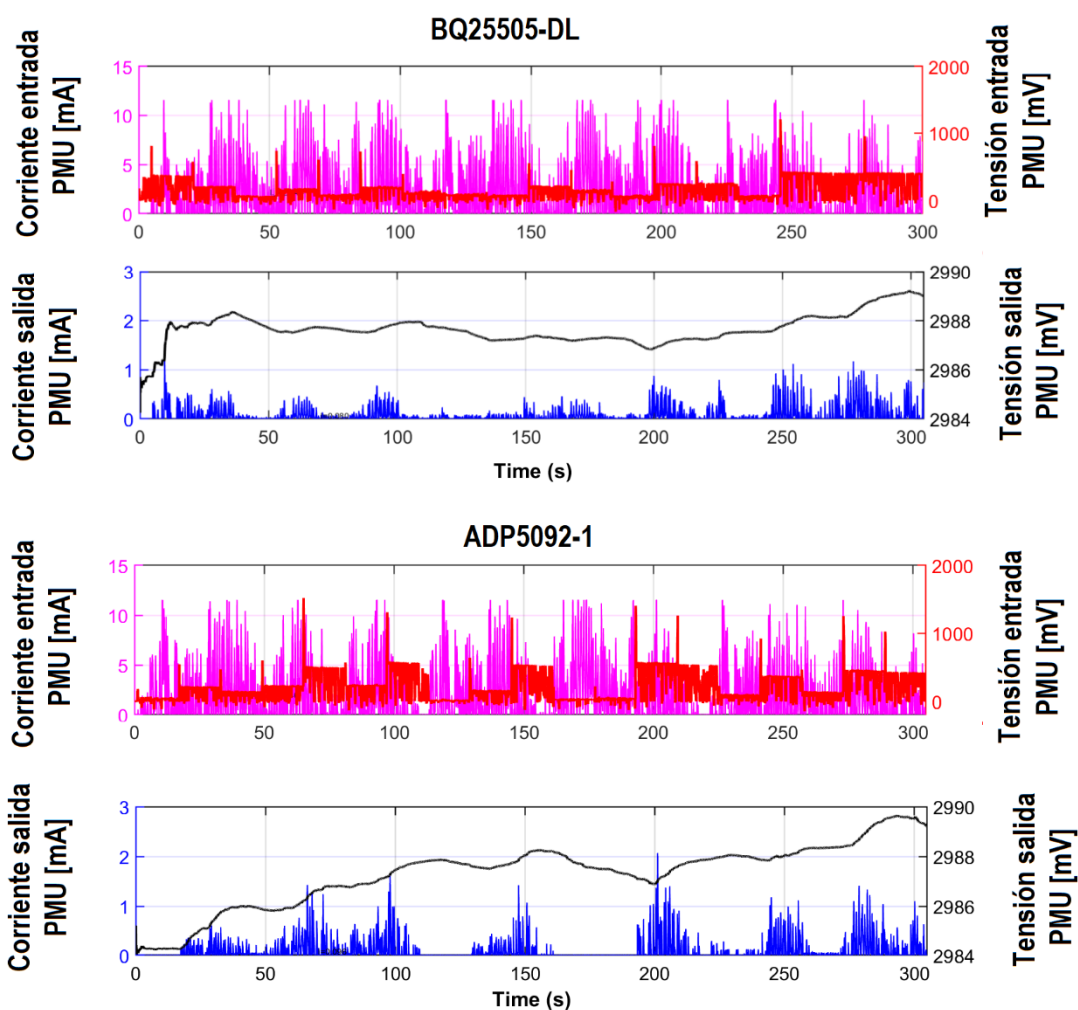 BQ25505-DL
Corriente entrada
PMU [mA]
15
10
5
0
2000
1000
0
Tensión entrada
PMU [mV]
0 50 100 150 200 250 300
Corriente salida
PMU [mA]
3
2
1
0
2990
2988
2986
2984
Tensión salida
PMU [mV]
0 50 100 150 200 250 300
Time (s)
ADP5092-1
Corriente entrada
PMU [mA]
15
10
5
0
2000
1000
0
Tensión entrada
PMU [mV]
0 50 100 150 200 250 300
Corriente salida
PMU [mA]
3
2
1
0
2990
2988
2986
2984
Tensión salida
PMU [mV]
0 50 100 150 200 250 300
Time (s)